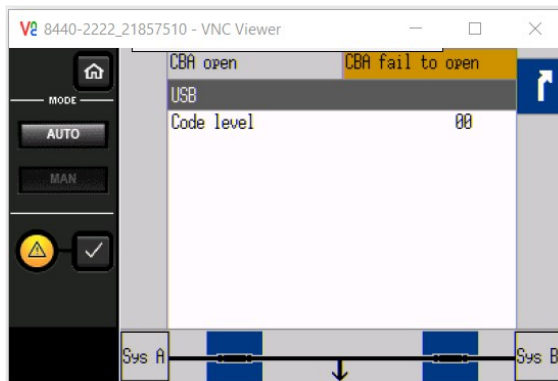 V2 8440-2222_21857510 - VNC Viewer
CBA open
CBA fail to open
MODE
USB
Code level 00
AUTO
MAN
Sys A
Sys B